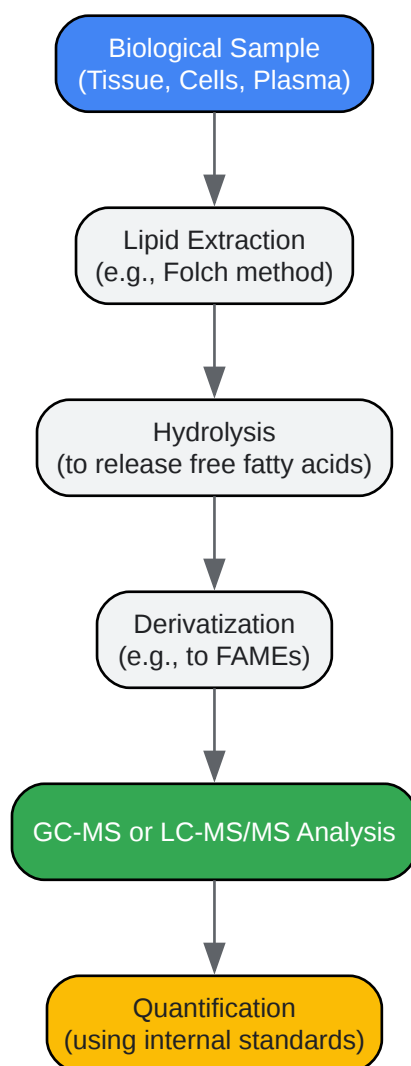 Biological Sample
(Tissue, Cells, Plasma)
Lipid Extraction
(e.g., Folch method)
Hydrolysis
(to release free fatty acids)
Derivatization
(e.g., to FAMEs)
GC-MS or LC-MS/MS Analysis
Quantification
(using internal standards)